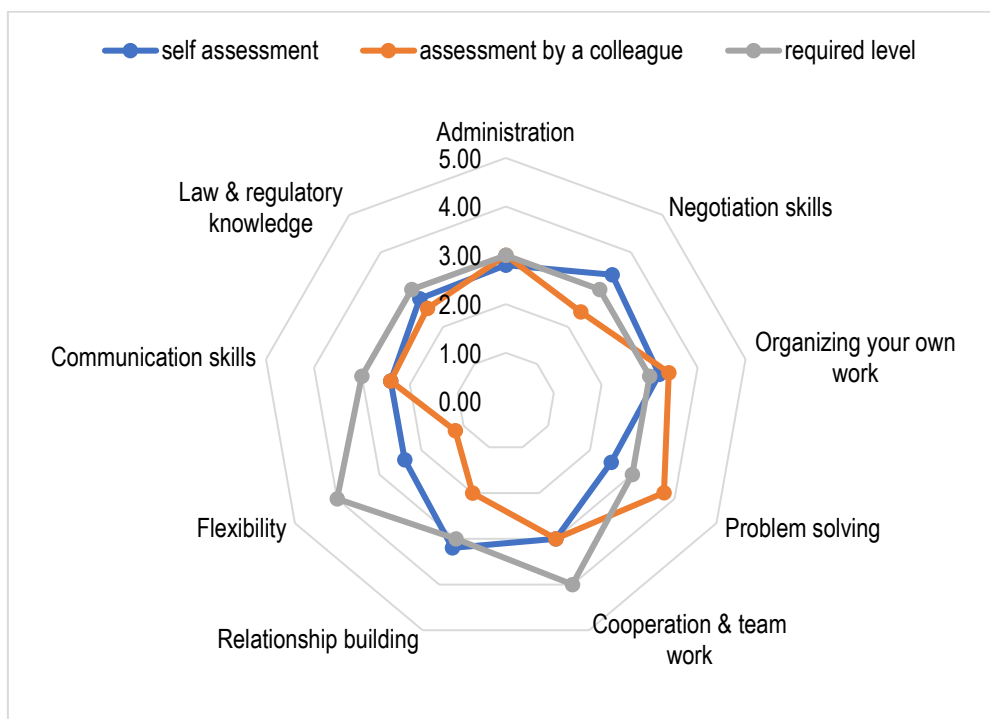 self assessment
assessment by a colleague
required level
Administration
5.00
4.00
3.00
2.00
1.00
0.00
Negotiation skills
Organizing your own
work
Problem solving
Cooperation & team
work
Relationship building
Flexibility
Communication skills
Law & regulatory
knowledge